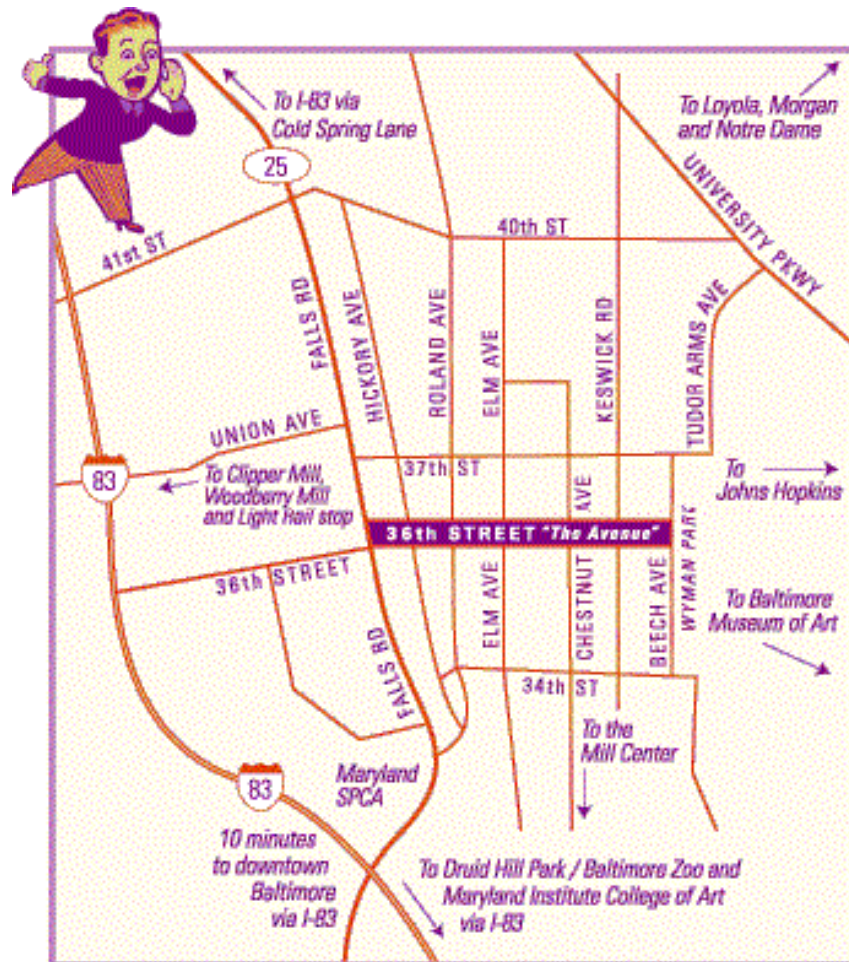 To I-83 via
Cold Spring Lane
To Loyola, Morgan
and Notre Dame
25
UNIVERSITY PKWY
41st ST
40th ST
FALLS RD
HICKORY AVE
ROLAND AVE
ELM AVE
KESWICK RD
TUDOR ARMS AVE
UNION AVE
83
To Clipper Mill,
Woodberry Mill
and Light Rail stop
37th ST
To
Johns Hopkins
AVE
36th STREET "The Avenue"
36th STREET
ELM AVE
CHESTNUT
BEECH AVE
WYMAN PARK
To Baltimore
Museum of Art
FALLS RD
34th ST
To the
Mill Center
83
Maryland
SPCA
10 minutes
to downtown
Baltimore
via I-83
To Druid Hill Park / Baltimore Zoo and
Maryland Institute College of Art
via I-83